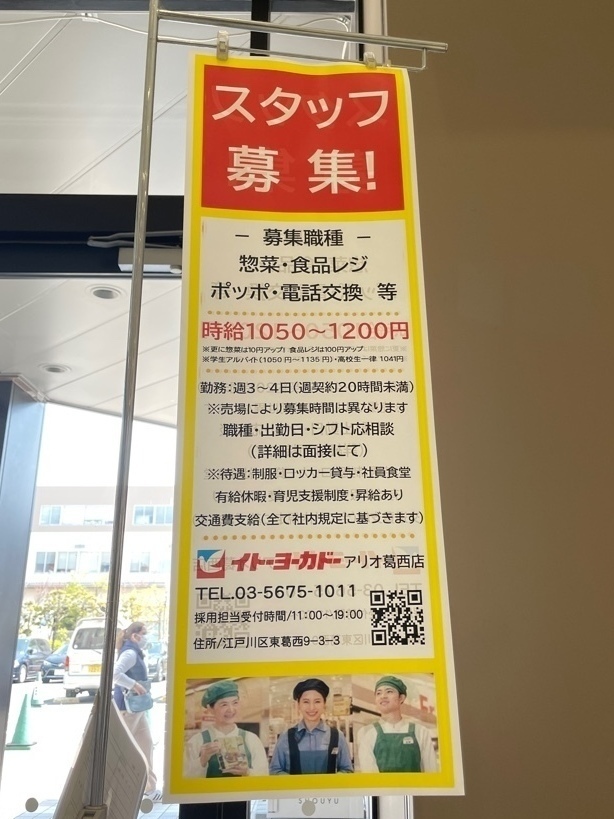 スタッフ
募集!
― 募集職種 ―
惣菜・食品レジ
ポッポ・電話交換 等
時給1050〜1200円
※更に惣菜は10円アップ! 食品レジは100円アップ
※学生アルバイト(1050円〜1135円)・高校生一律 1041円
勤務:週3〜4日(週契約20時間未満)
※売場により募集時間は異なります
職種・出勤日・シフト応相談
(詳細は面接にて)
※待遇:制服・ロッカー貸与・社員食堂
有給休暇・育児支援制度・昇給あり
交通費支給(全て社内規定に基づきます)
イトーヨーカドー アリオ葛西店
TEL.03-5675-1011
採用担当受付時間/11:00〜19:00
住所/江戸川区東葛西9-3-3
SHOUYU